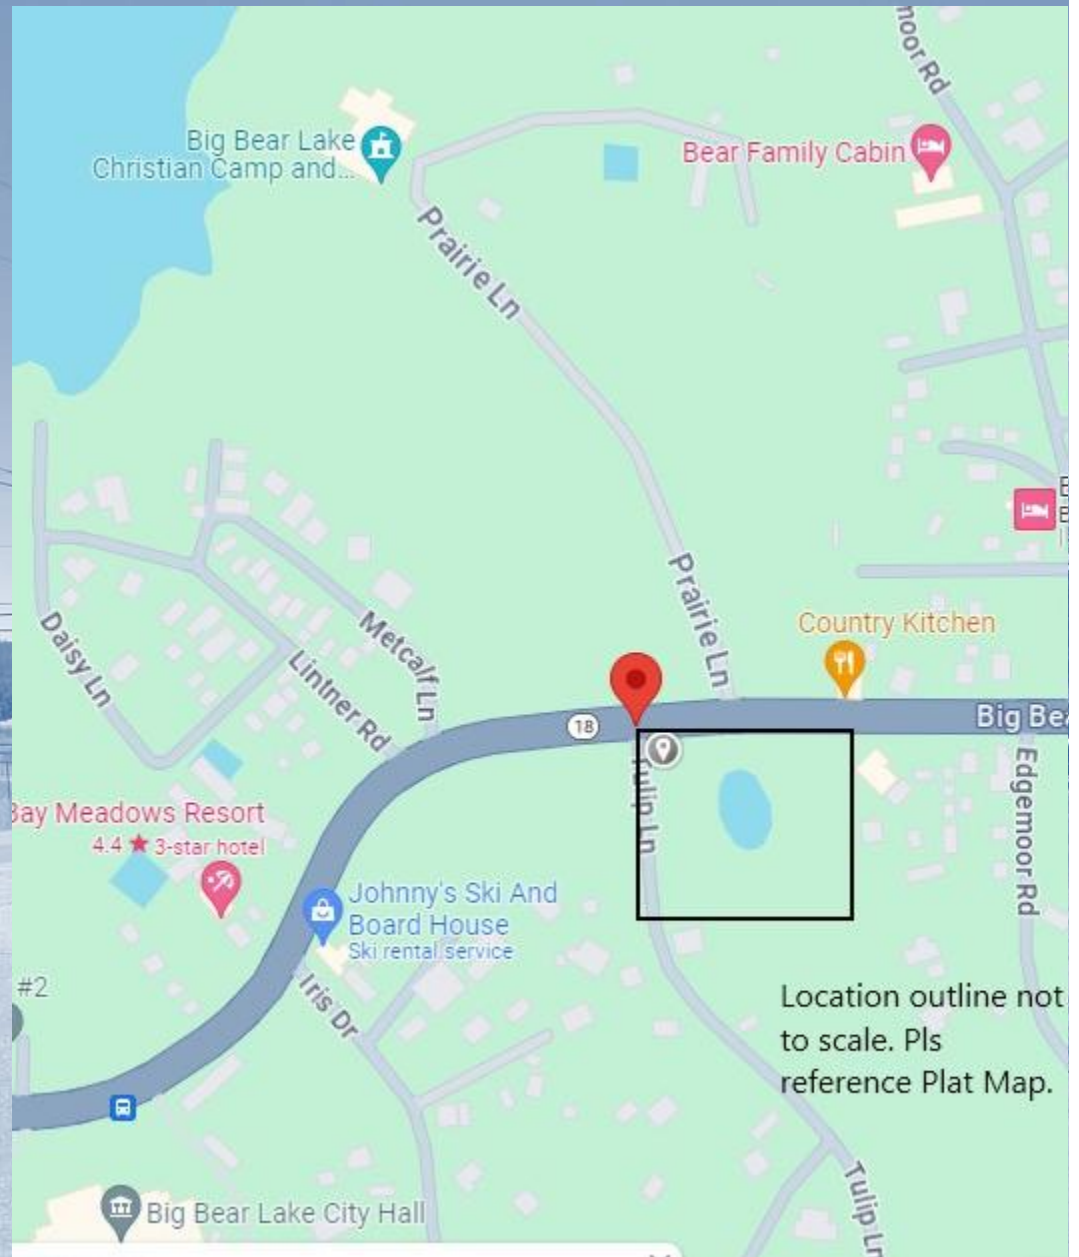 moor Rd
Big Bear Lake
Christian Camp and...
Bear Family Cabin
Prairie Ln
Prairie Ln
Country Kitchen
Daisy Ln
Lintner Rd
Metcalf Ln
18
Big Bea
Tulip Ln
Edgemoor Rd
Bay Meadows Resort
4.4 ★ 3-star hotel
Johnny's Ski And
Board House
Ski rental service
#2
Iris Dr
Location outline not
to scale. Pls
reference Plat Map.
Tulip Ln
Big Bear Lake City Hall